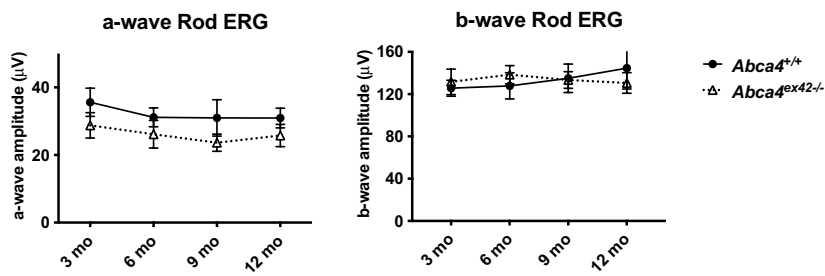 a-wave Rod ERG
a-wave amplitude (μV)
40
20
0
3 mo
6 mo
9 mo
12 mo
b-wave Rod ERG
b-wave amplitude (μV)
160
120
80
40
0
3 mo
6 mo
9 mo
12 mo
Abca4+/+
Abca4ex42-/-